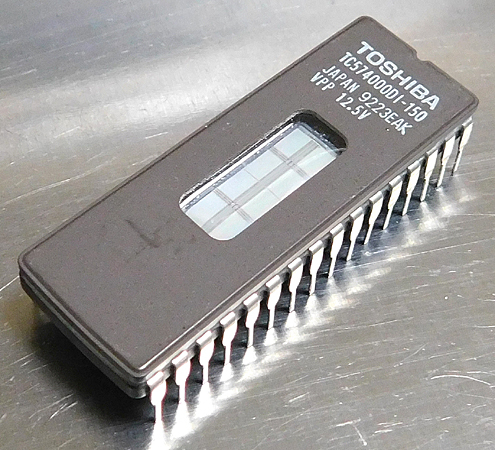 TOSHIBA
TC574000DI-150
JAPAN 9223EAK
VPP 12.5V